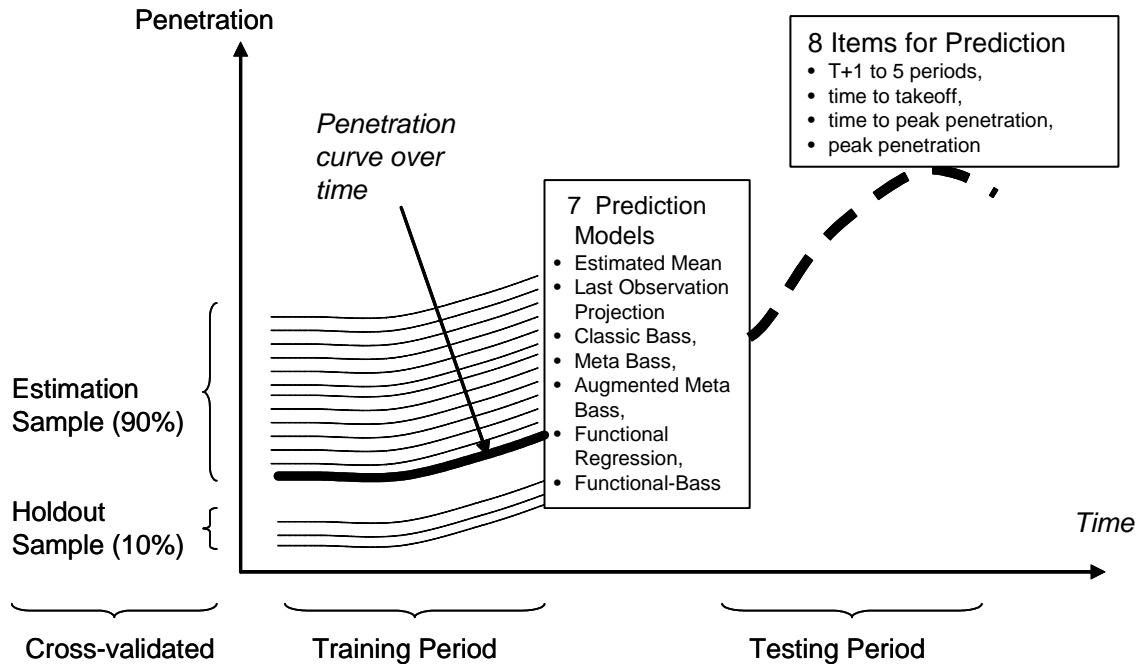 Penetration
8 Items for Prediction
• T+1 to 5 periods,
• time to takeoff,
• time to peak penetration,
• peak penetration
Penetration
curve over
time
7 Prediction
Models
• Estimated Mean
• Last Observation
Projection
• Classic Bass,
• Meta Bass,
• Augmented Meta
Bass,
• Functional
Regression,
• Functional-Bass
Estimation
Sample (90%)
Holdout
Sample (10%)
Time
Cross-validated
Training Period
Testing Period